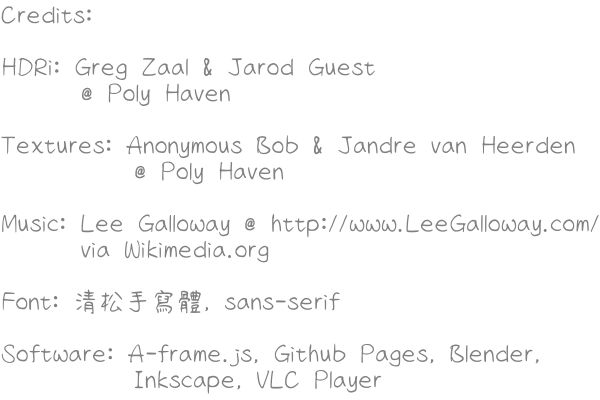 Credits:
HDRi: Greg Zaal & Jarod Guest
@ Poly Haven
Textures: Anonymous Bob & Jandre van Heerden
@ Poly Haven
Music: Lee Galloway @ http://www.LeeGalloway.com/
via Wikimedia.org
Font: 清松手寫體, sans-serif
Software: A-frame.js, Github Pages, Blender,
Inkscape, VLC Player